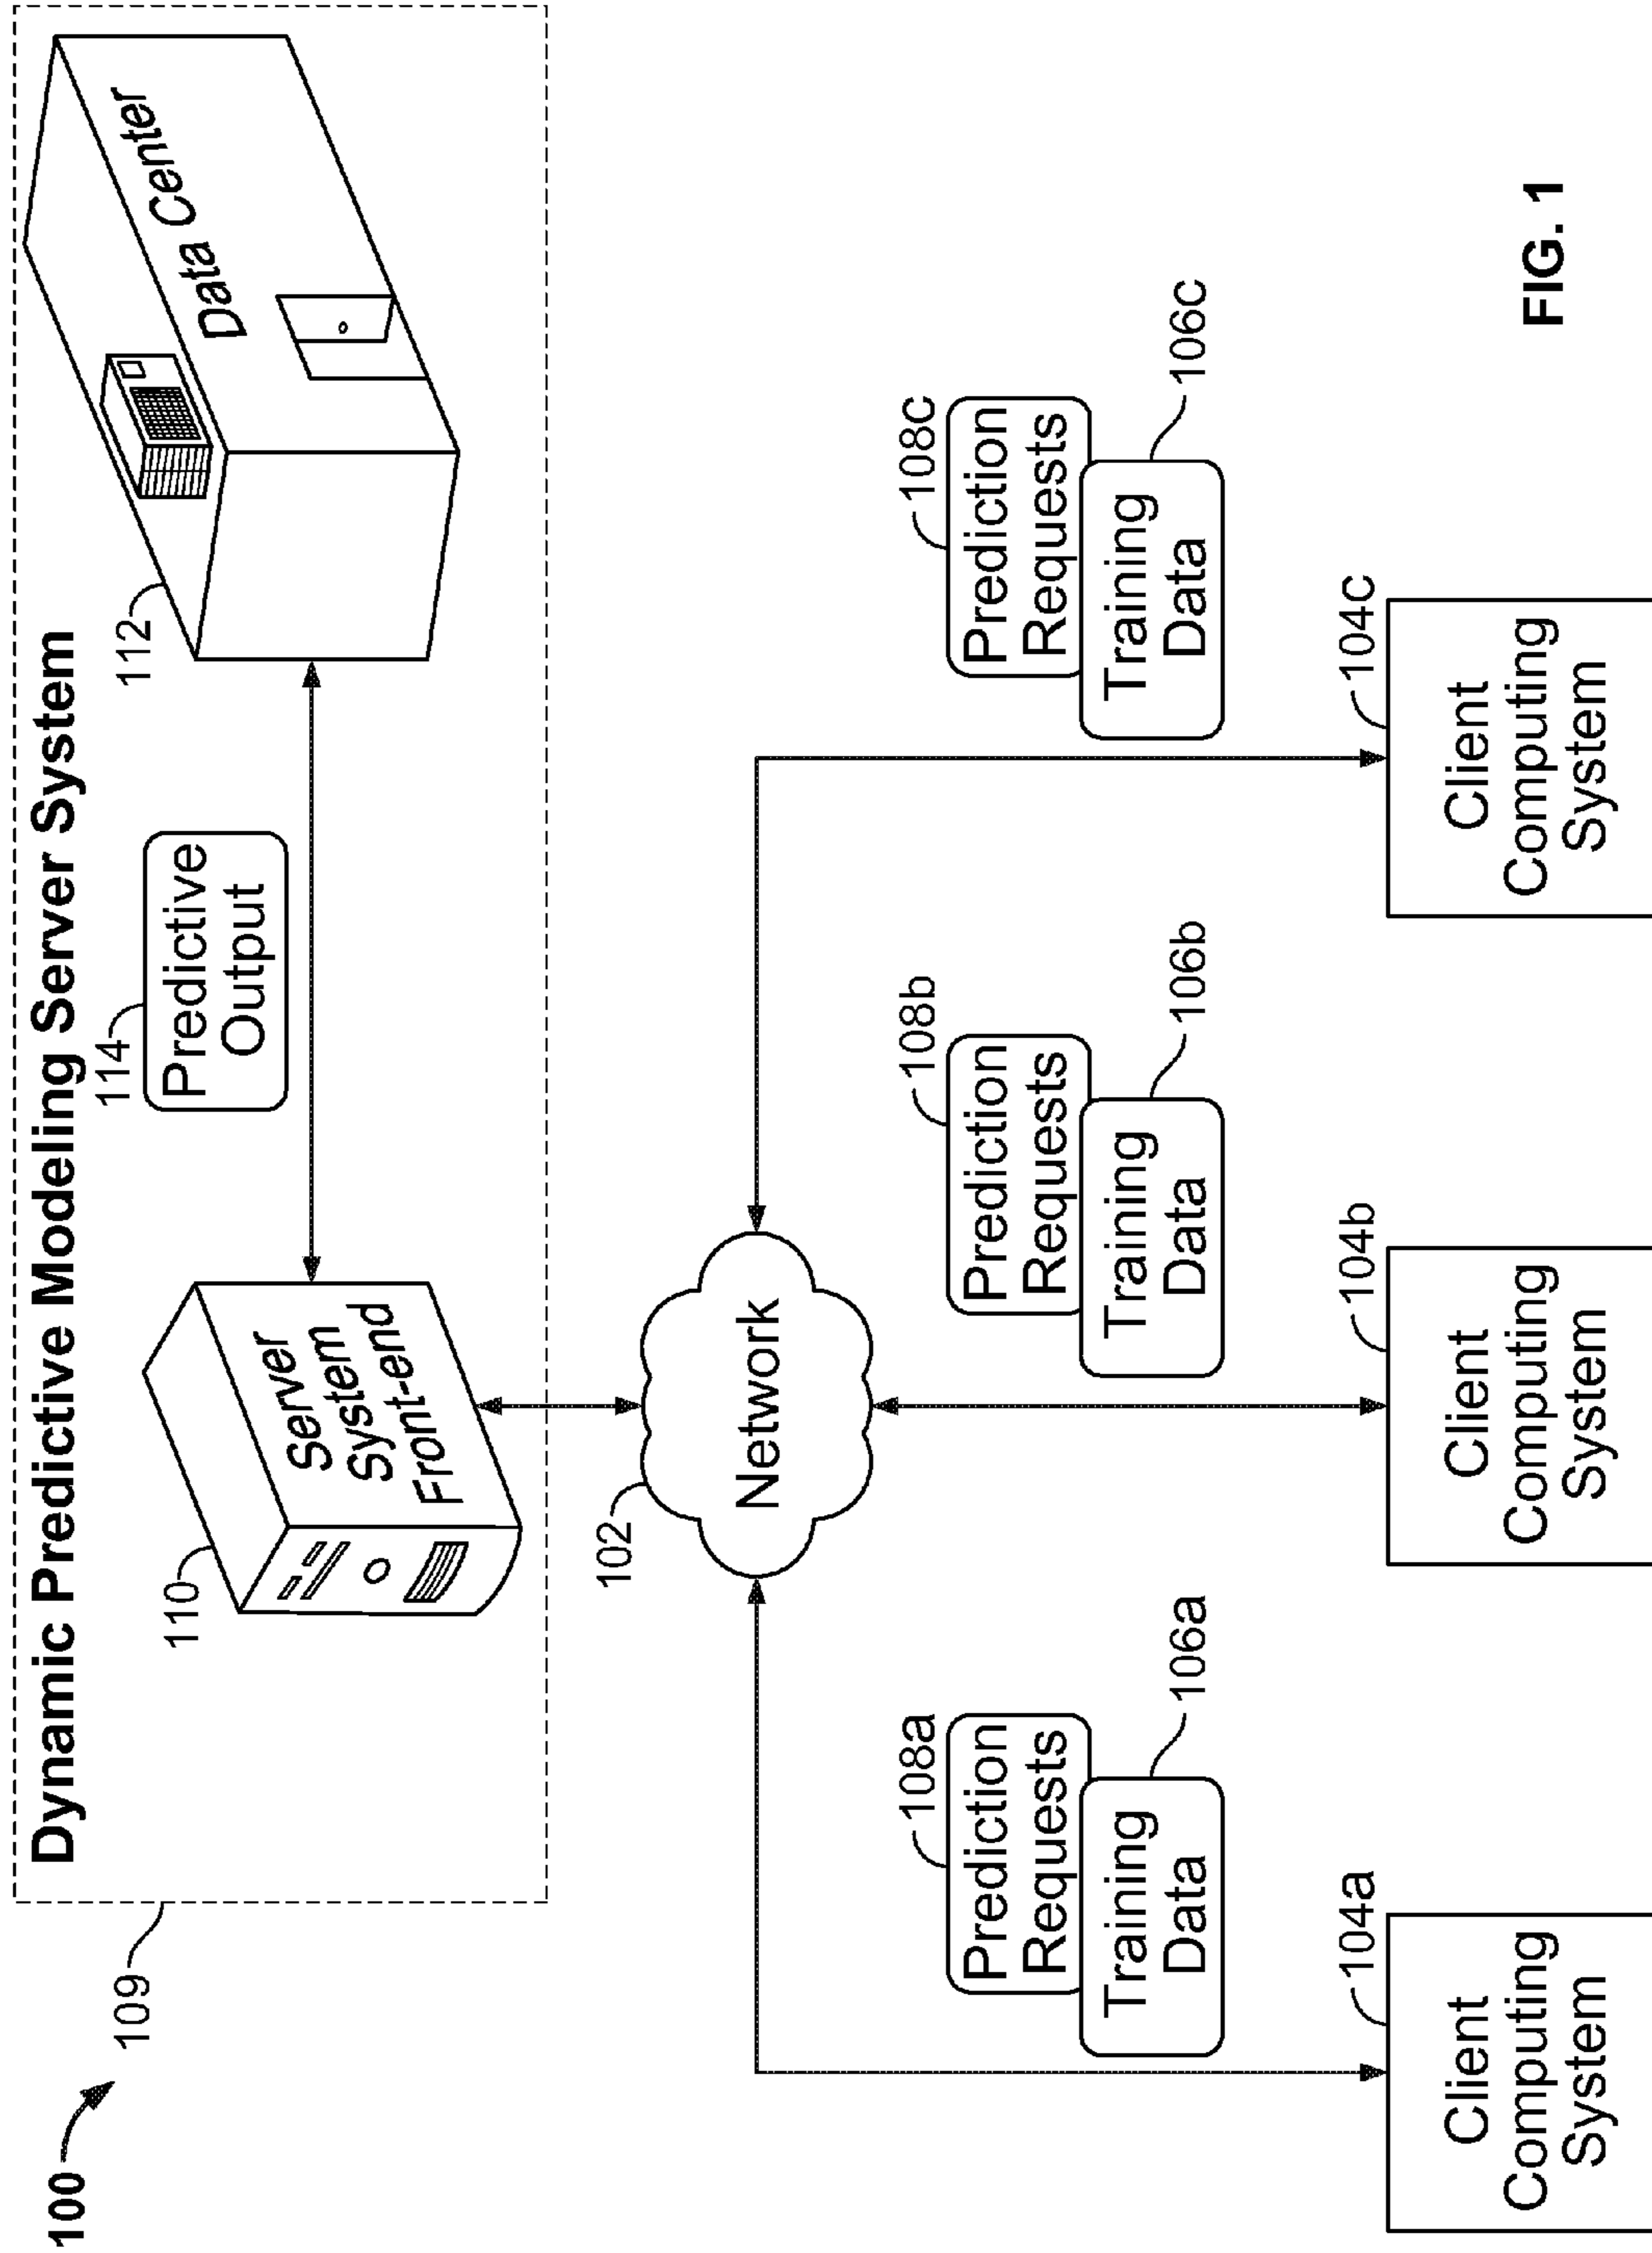 100
109
Dynamic Predictive Modeling Server System
110
Server
System
Front-end
114
Predictive
Output
112
Data Center
102
Network
108a
Prediction
Requests
Training
Data
106a
108b
Prediction
Requests
Training
Data
106b
108c
Prediction
Requests
Training
Data
106c
104a
Client
Computing
System
104b
Client
Computing
System
104c
Client
Computing
System
FIG. 1